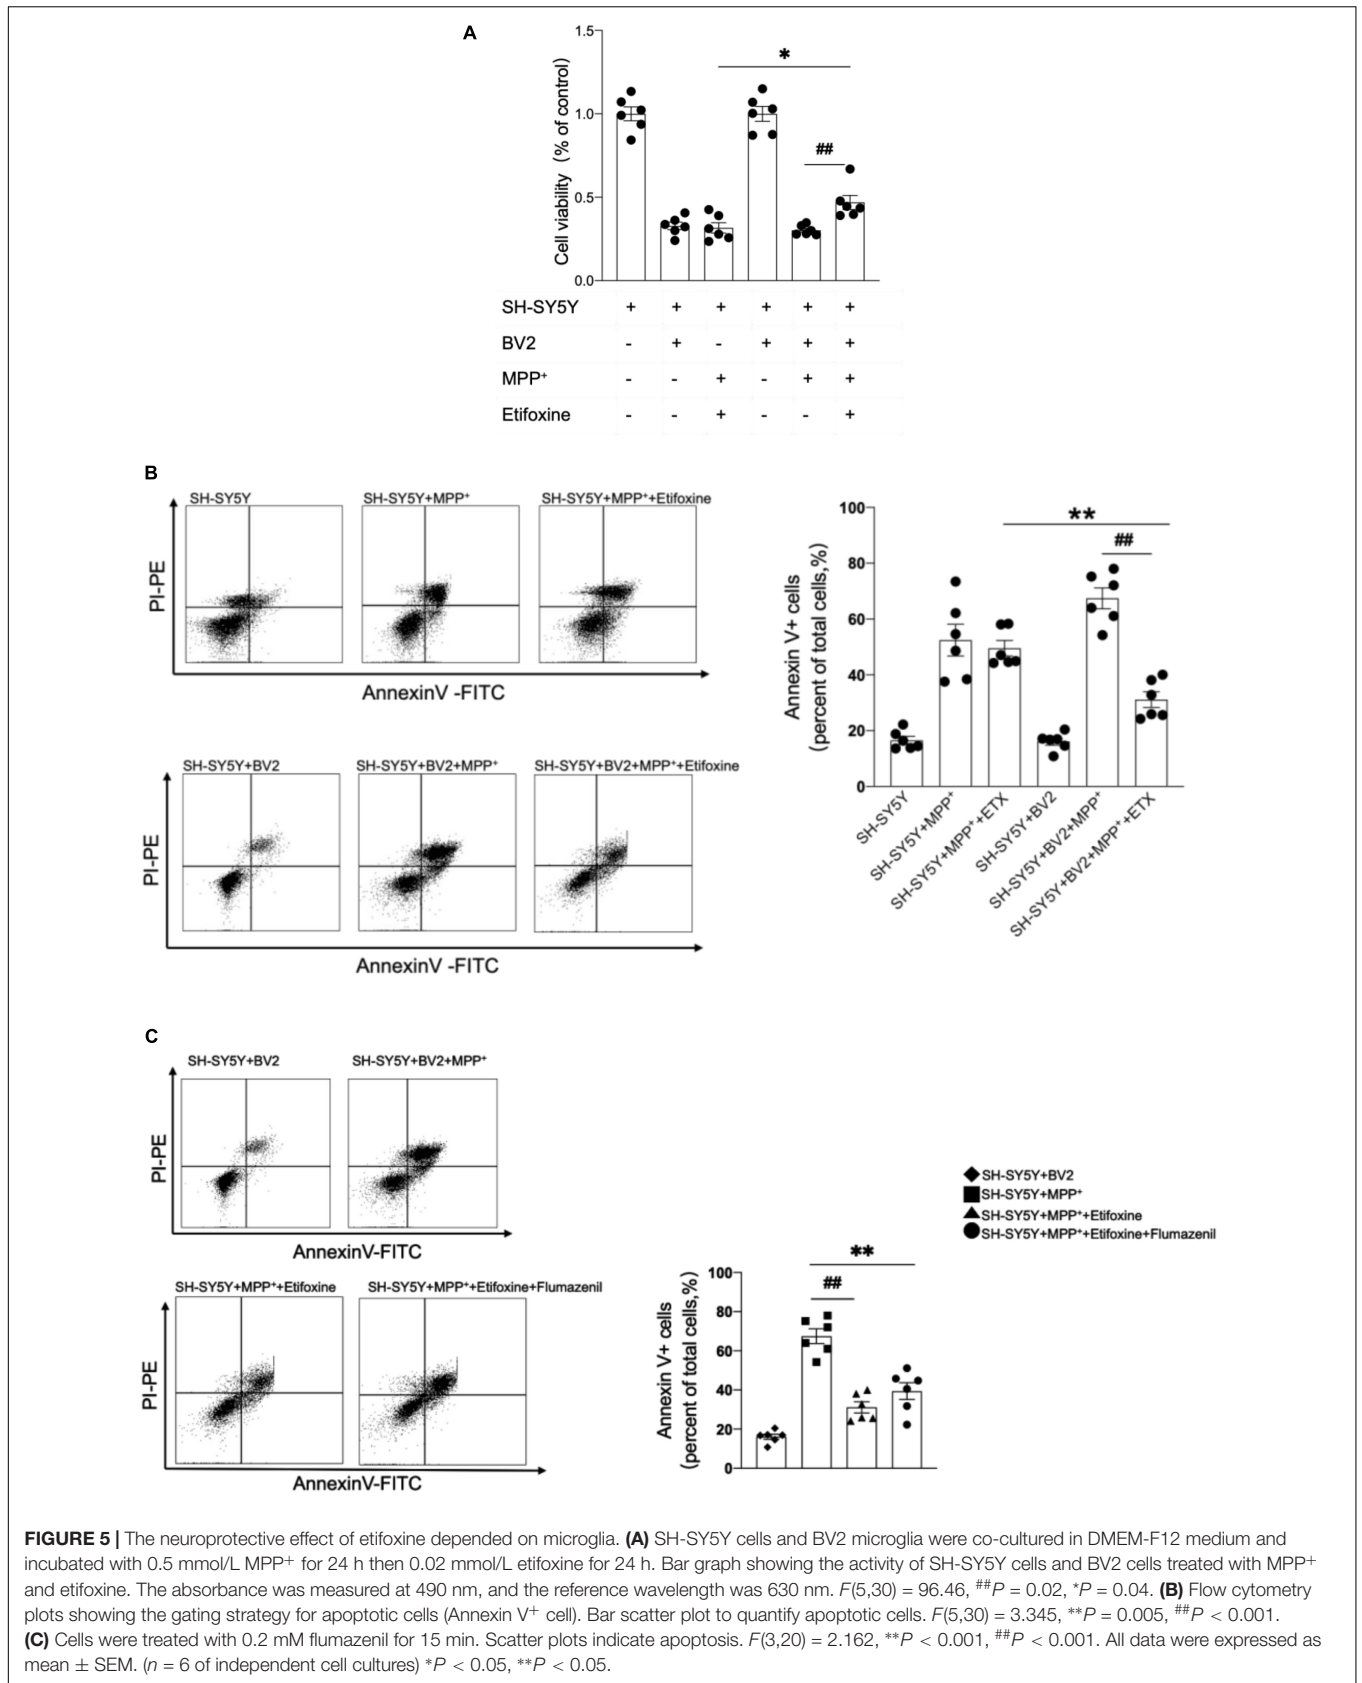 A
1.5
1.0
0.5
0.0
Cell viability (% of control)
*
##
SH-SY5Y + + + + + +
BV2 - + - + + +
MPP+ - - + - + +
Etifoxine - - + - - +
B
SH-SY5Y
SH-SY5Y+MPP+
SH-SY5Y+MPP++Etifoxine
PI-PE
AnnexinV -FITC
SH-SY5Y+BV2
SH-SY5Y+BV2+MPP+
SH-SY5Y+BV2+MPP++Etifoxine
PI-PE
AnnexinV -FITC
Annexin V+ cells
(percent of total cells,%)
100
80
60
40
20
0
**
##
SH-SY5Y
SH-SY5Y+MPP+
SH-SY5Y+MPP++ETX
SH-SY5Y+BV2
SH-SY5Y+BV2+MPP+
SH-SY5Y+BV2+MPP++ETX
C
SH-SY5Y+BV2
SH-SY5Y+BV2+MPP+
PI-PE
AnnexinV-FITC
SH-SY5Y+MPP++Etifoxine
SH-SY5Y+MPP++Etifoxine+Flumazenil
PI-PE
AnnexinV-FITC
SH-SY5Y+BV2
SH-SY5Y+MPP+
SH-SY5Y+MPP++Etifoxine
SH-SY5Y+MPP++Etifoxine+Flumazenil
Annexin V+ cells
(percent of total cells,%)
100
80
60
40
20
0
**
##
FIGURE 5 | The neuroprotective effect of etifoxine depended on microglia. (A) SH-SY5Y cells and BV2 microglia were co-cultured in DMEM-F12 medium and
incubated with 0.5 mmol/L MPP+ for 24 h then 0.02 mmol/L etifoxine for 24 h. Bar graph showing the activity of SH-SY5Y cells and BV2 cells treated with MPP+
and etifoxine. The absorbance was measured at 490 nm, and the reference wavelength was 630 nm. F(5,30) = 96.46, ##P = 0.02, *P = 0.04. (B) Flow cytometry
plots showing the gating strategy for apoptotic cells (Annexin V+ cell). Bar scatter plot to quantify apoptotic cells. F(5,30) = 3.345, **P = 0.005, ##P < 0.001.
(C) Cells were treated with 0.2 mM flumazenil for 15 min. Scatter plots indicate apoptosis. F(3,20) = 2.162, **P < 0.001, ##P < 0.001. All data were expressed as
mean ± SEM. (n = 6 of independent cell cultures) *P < 0.05, **P < 0.05.